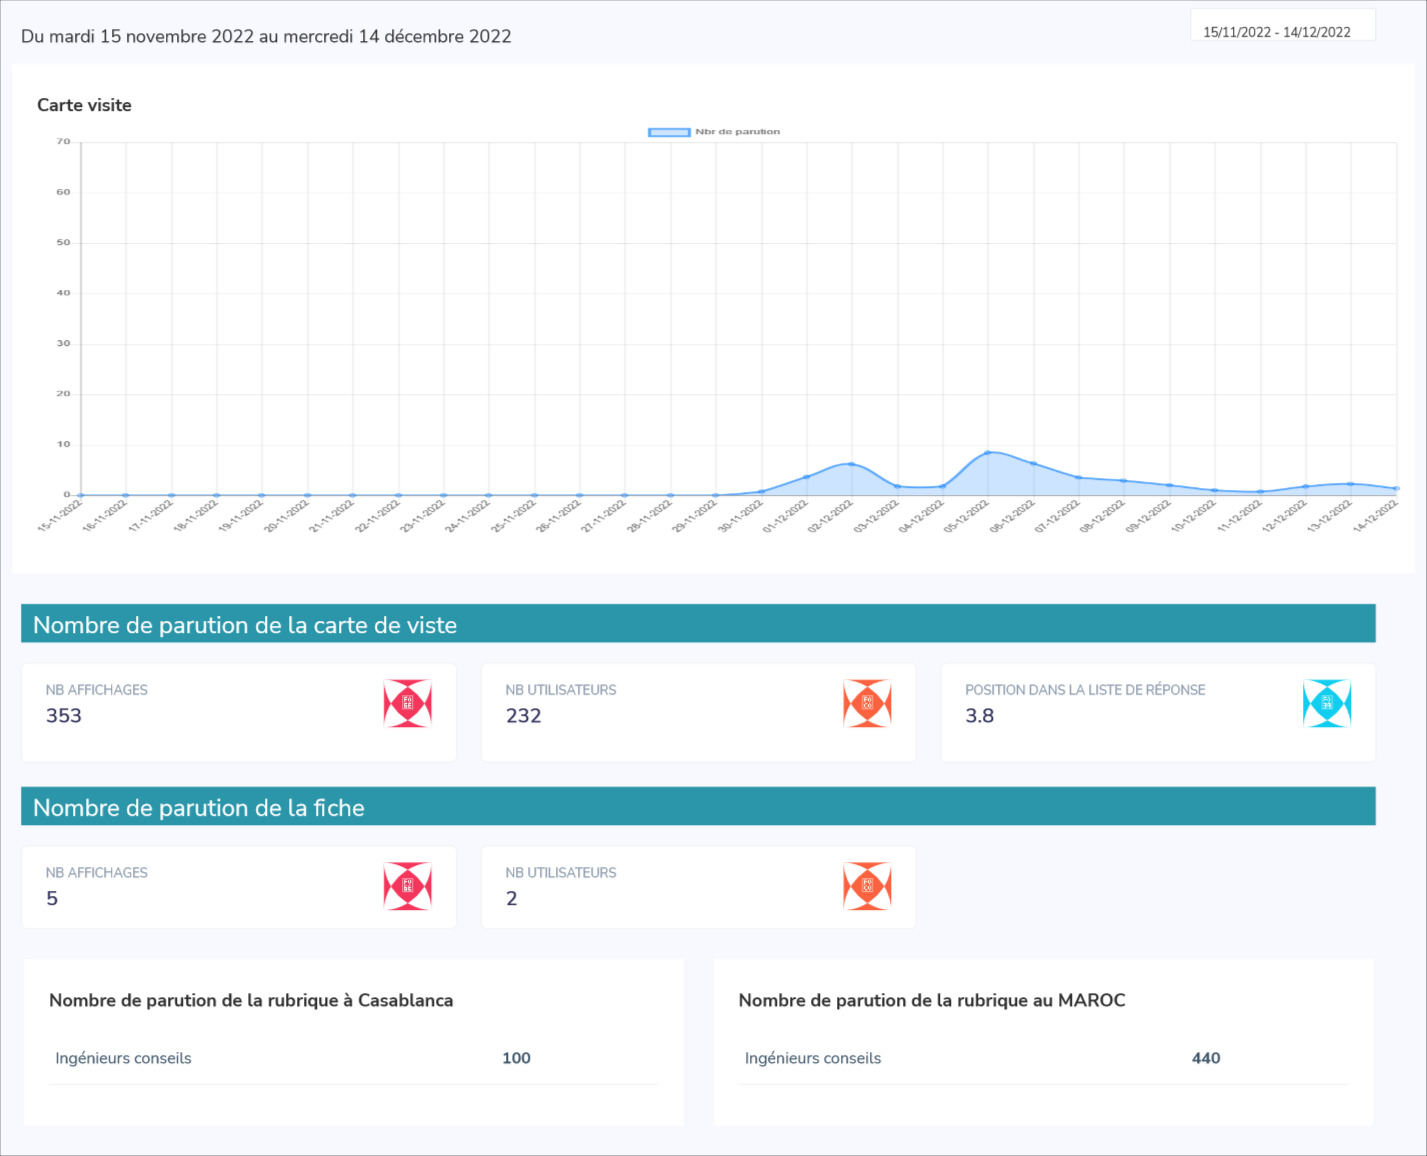 Du mardi 15 novembre 2022 au mercredi 14 décembre 2022
15/11/2022 - 14/12/2022
Carte visite
Nbr de parution
70
60
50
40
30
20
10
0
15-11-2022
16-11-2022
17-11-2022
18-11-2022
19-11-2022
20-11-2022
21-11-2022
22-11-2022
23-11-2022
24-11-2022
25-11-2022
26-11-2022
27-11-2022
28-11-2022
29-11-2022
30-11-2022
01-12-2022
02-12-2022
03-12-2022
04-12-2022
05-12-2022
06-12-2022
07-12-2022
08-12-2022
09-12-2022
10-12-2022
11-12-2022
12-12-2022
13-12-2022
14-12-2022
Nombre de parution de la carte de viste
NB AFFICHAGES
353
NB UTILISATEURS
232
POSITION DANS LA LISTE DE RÉPONSE
3.8
Nombre de parution de la fiche
NB AFFICHAGES
5
NB UTILISATEURS
2
Nombre de parution de la rubrique à Casablanca
Ingénieurs conseils 100
Nombre de parution de la rubrique au MAROC
Ingénieurs conseils 440